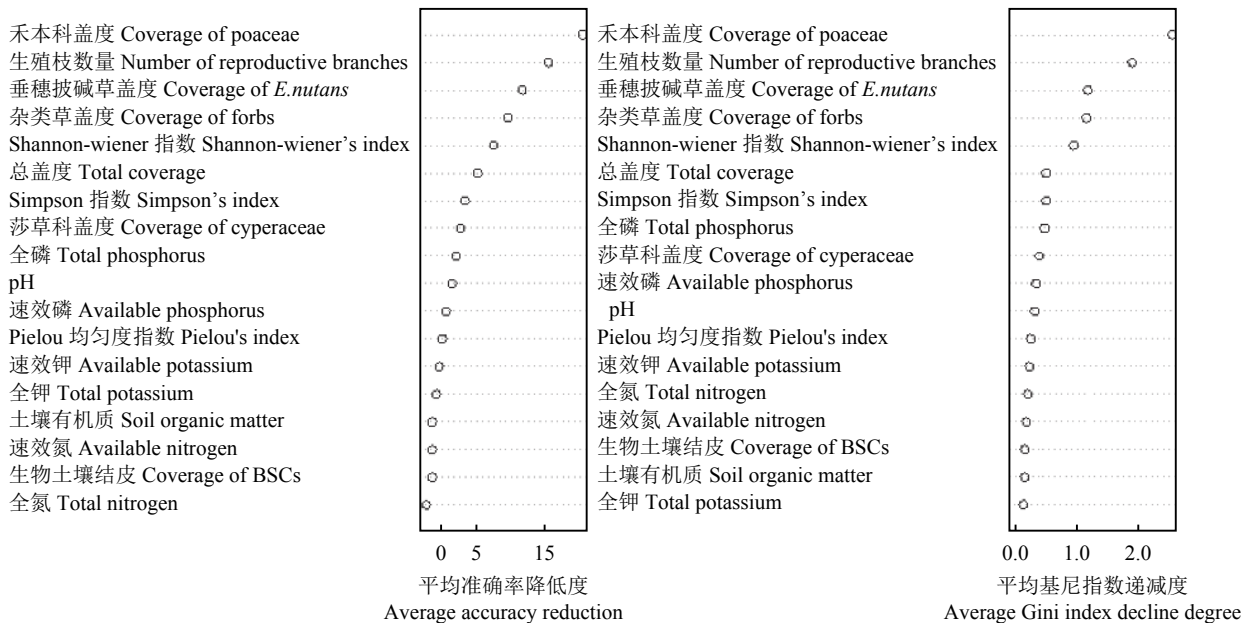 禾本科盖度 Coverage of poaceae
生殖枝数量 Number of reproductive branches
垂穗披碱草盖度 Coverage of E.nutans
杂类草盖度 Coverage of forbs
Shannon-wiener 指数 Shannon-wiener’s index
总盖度 Total coverage
Simpson 指数 Simpson’s index
莎草科盖度 Coverage of cyperaceae
全磷 Total phosphorus
pH
速效磷 Available phosphorus
Pielou 均匀度指数 Pielou's index
速效钾 Available potassium
全钾 Total potassium
土壤有机质 Soil organic matter
速效氮 Available nitrogen
生物土壤结皮 Coverage of BSCs
全氮 Total nitrogen
0 5 15
平均准确率降低度
Average accuracy reduction
禾本科盖度 Coverage of poaceae
生殖枝数量 Number of reproductive branches
垂穗披碱草盖度 Coverage of E.nutans
杂类草盖度 Coverage of forbs
Shannon-wiener 指数 Shannon-wiener’s index
总盖度 Total coverage
Simpson 指数 Simpson’s index
全磷 Total phosphorus
莎草科盖度 Coverage of cyperaceae
速效磷 Available phosphorus
pH
Pielou 均匀度指数 Pielou's index
速效钾 Available potassium
全氮 Total nitrogen
速效氮 Available nitrogen
生物土壤结皮 Coverage of BSCs
土壤有机质 Soil organic matter
全钾 Total potassium
0.0 1.0 2.0
平均基尼指数递减度
Average Gini index decline degree